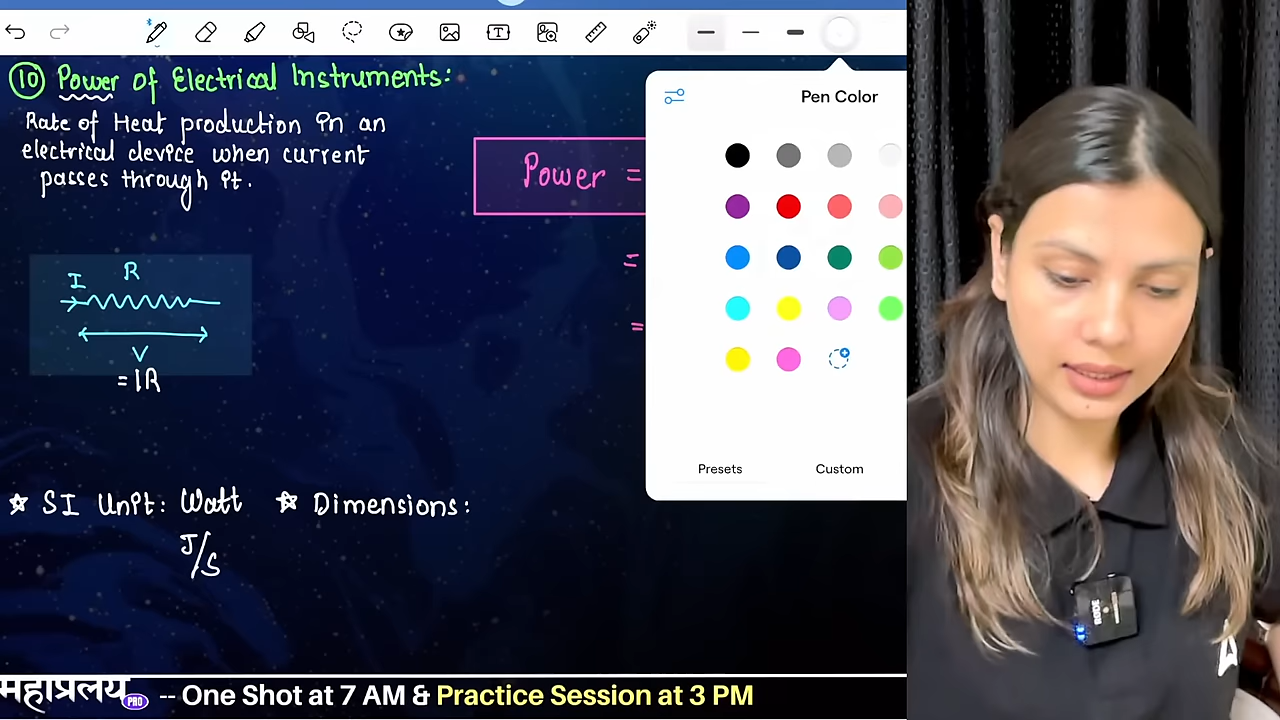 Pen Color
10 Power of Electrical Instruments:
Rate of Heat production in an
electrical device when current
passes through it.
Power =
=
=
I R
V
= IR
Presets Custom
☆ SI Unit: Watt ☆ Dimensions:
J/S
महाप्रलय PRO -- One Shot at 7 AM & Practice Session at 3 PM
RODE